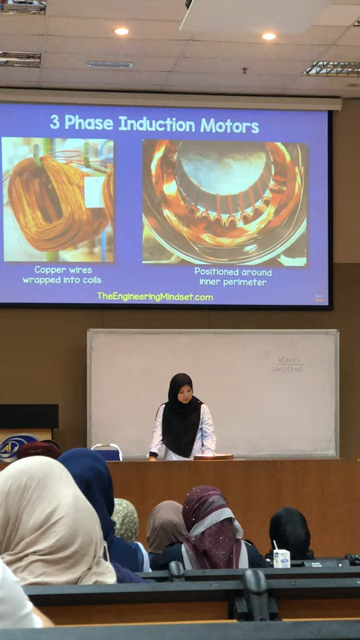 3 Phase Induction Motors
Copper wires
wrapped into coils
Positioned around
inner perimeter
TheEngineeringMindset.com